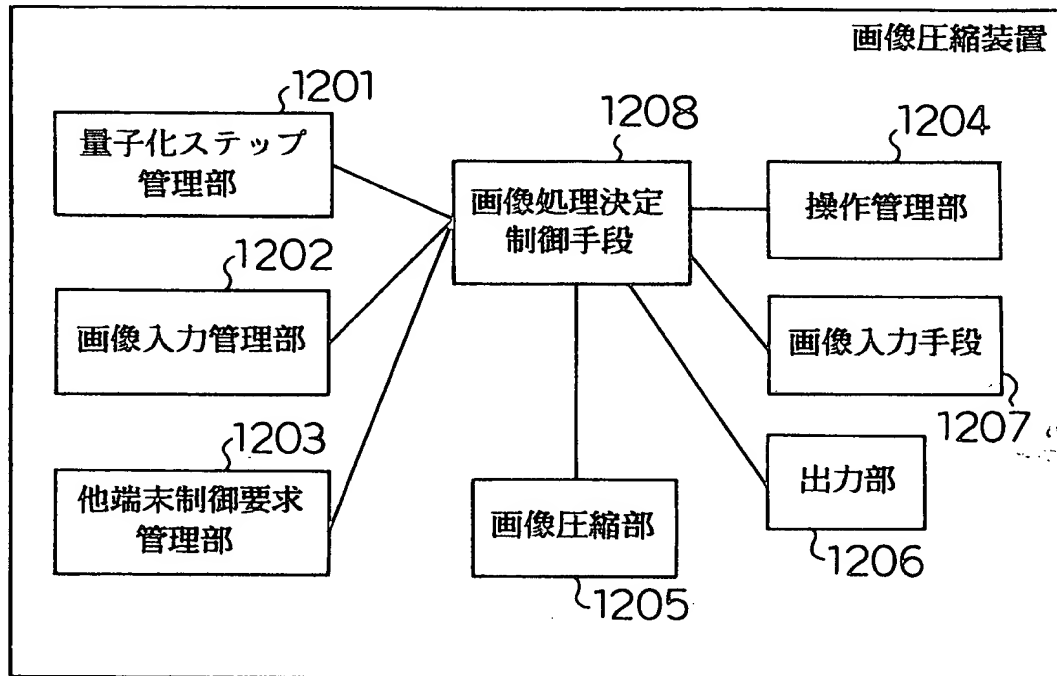 画像圧縮装置
1201
量子化ステップ
管理部
1208
画像処理決定
制御手段
1204
操作管理部
1202
画像入力管理部
画像入力手段
1207
1203
他端末制御要求
管理部
画像圧縮部
1205
出力部
1206